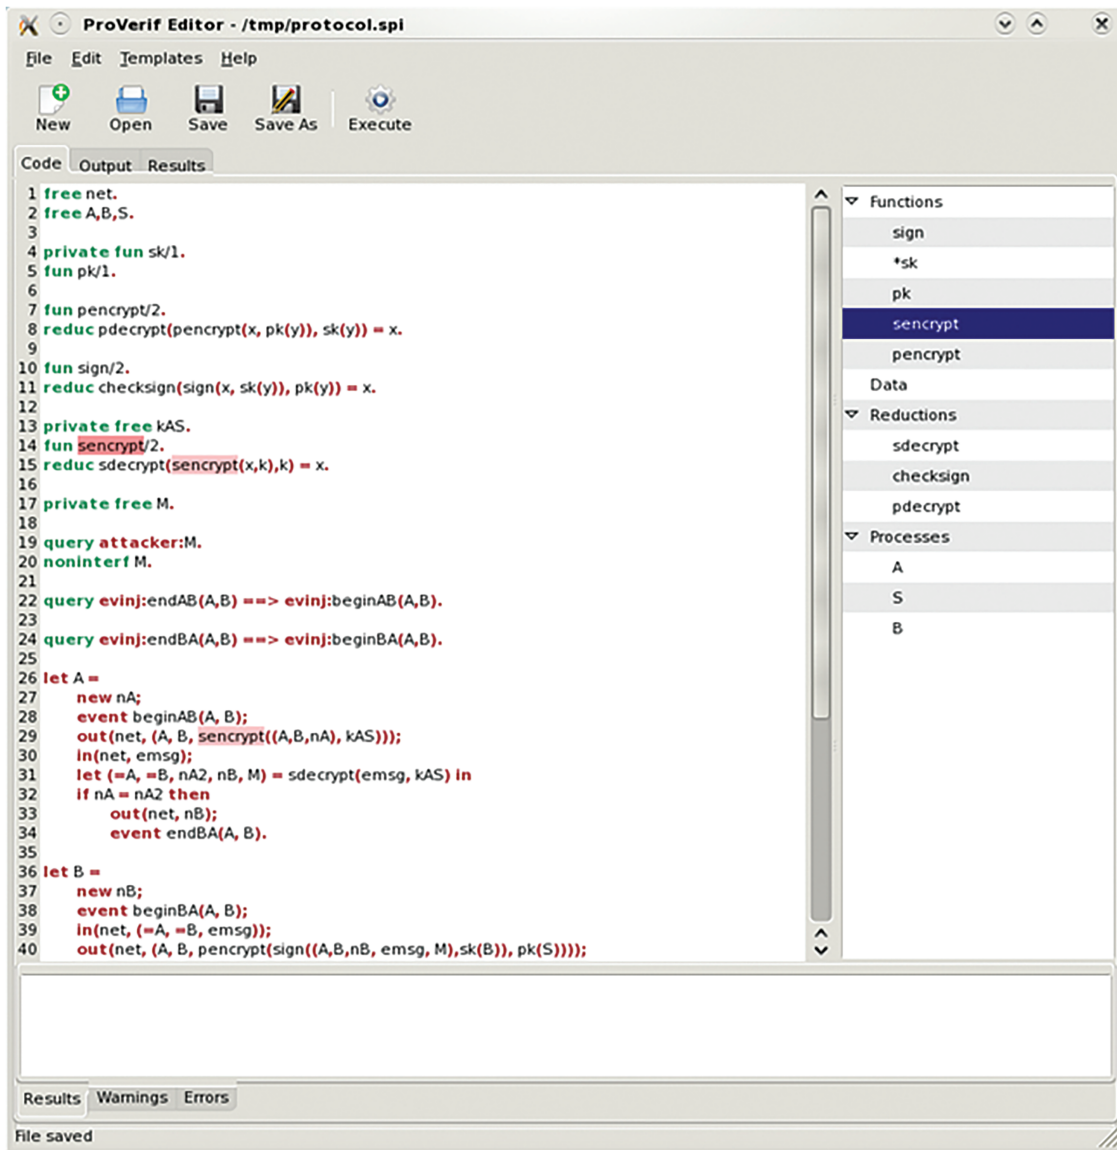 ProVerif Editor - /tmp/protocol.spi
File Edit Templates Help
New Open Save Save As Execute
Code Output Results
1 free net.
2 free A,B,S.
3
4 private fun sk/1.
5 fun pk/1.
6
7 fun pencrypt/2.
8 reduc pdecrypt(pencrypt(x, pk(y)), sk(y)) = x.
9
10 fun sign/2.
11 reduc checksign(sign(x, sk(y)), pk(y)) = x.
12
13 private free kAS.
14 fun sencrypt/2.
15 reduc sdecrypt(sencrypt(x,k),k) = x.
16
17 private free M.
18
19 query attacker:M.
20 noninterf M.
21
22 query evinj:endAB(A,B) ==> evinj:beginAB(A,B).
23
24 query evinj:endBA(A,B) ==> evinj:beginBA(A,B).
25
26 let A =
27 new nA;
28 event beginAB(A, B);
29 out(net, (A, B, sencrypt((A,B,nA), kAS)));
30 in(net, emsg);
31 let (=A, =B, nA2, nB, M) = sdecrypt(emsg, kAS) in
32 if nA = nA2 then
33 out(net, nB);
34 event endBA(A, B).
35
36 let B =
37 new nB;
38 event beginBA(A, B);
39 in(net, (=A, =B, emsg));
40 out(net, (A, B, pencrypt(sign((A,B,nB, emsg, M),sk(B)), pk(S))));
Functions
sign
*sk
pk
sencrypt
pencrypt
Data
Reductions
sdecrypt
checksign
pdecrypt
Processes
A
S
B
Results Warnings Errors
File saved